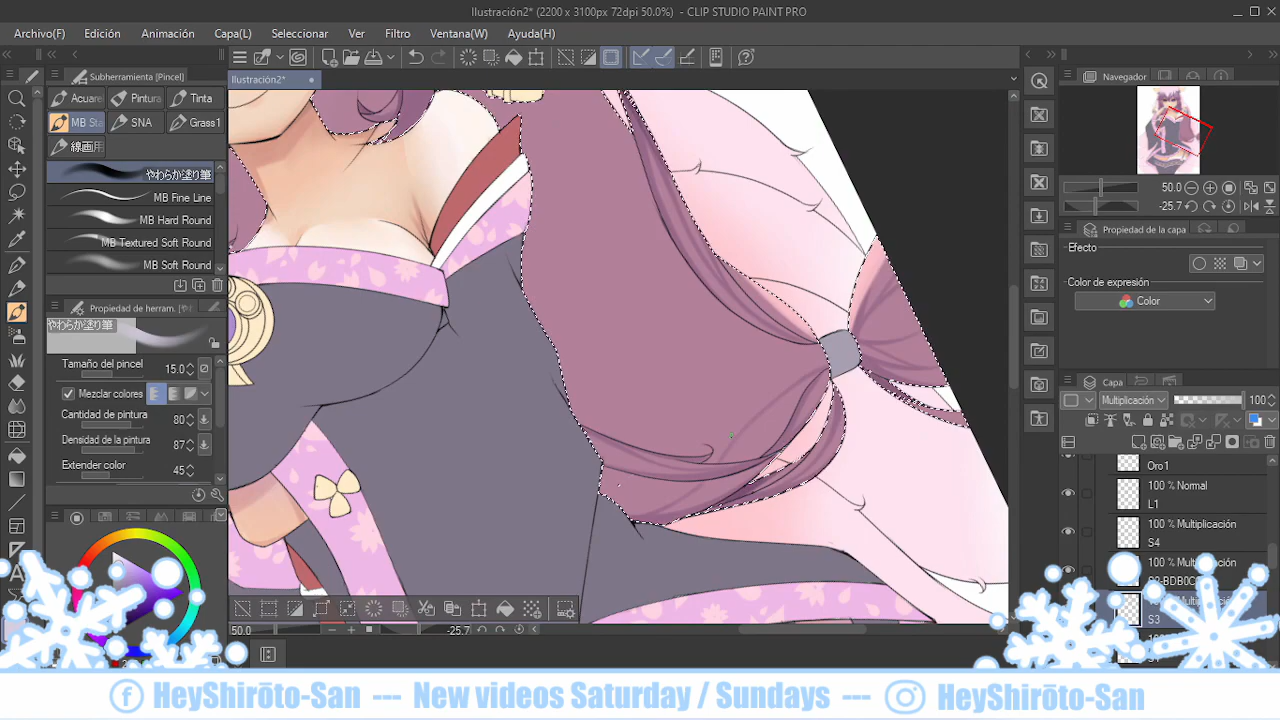 Ilustración2* (2200 x 3100px 72dpi 50.0%) - CLIP STUDIO PAINT PRO
Archivo(F) Edición Animación Capa(L) Seleccionar Ver Filtro Ventana(W) Ayuda(H)
Subherramienta [Pincel]
Ilustración2*
Navegador
Acuare Pintura Tinta
MB Sta SNA Grass1
線画用
やわらか塗り筆
MB Fine Line
MB Hard Round
MB Textured Soft Round
MB Soft Round
50.0
-25.7
Propiedad de la capa
Efecto
Color de expresión
Color
Propiedad de herram. [やわ
やわらか塗り筆
Tamaño del pincel 15.0
Mezclar colores
Cantidad de pintura 80
Densidad de la pintura 87
Extender color 45
Capa
Multiplicación 100
Oro1
100 % Normal
L1
100 % Multiplicación
S4
100 % Multiplicación
S3
50.0 -25.7
HeyShirōto-San --- New videos Saturday / Sundays --- HeyShirōto-San